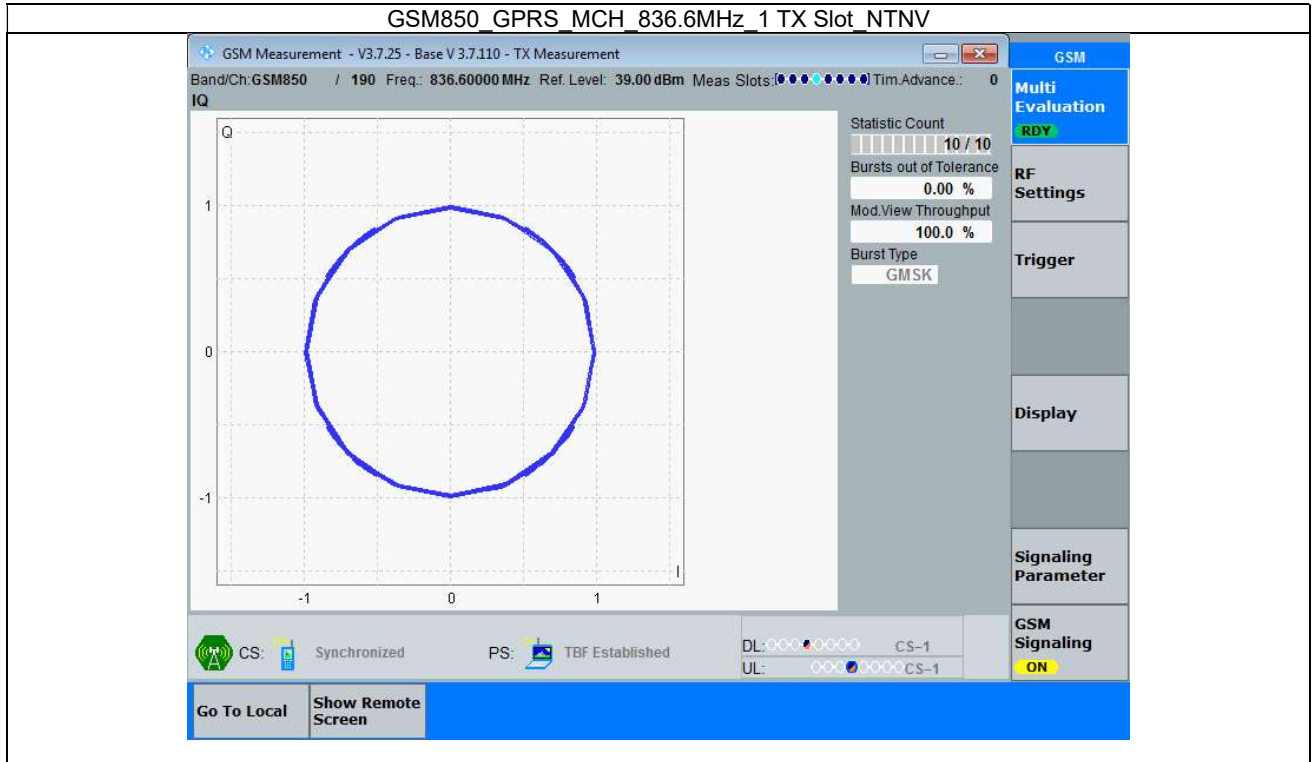 GSM850_GPRS_MCH_836.6MHz_1 TX Slot_NTNV
GSM Measurement - V3.7.25 - Base V 3.7.110 - TX Measurement
GSM
Band/Ch: GSM850 / 190 Freq.: 836.60000 MHz Ref. Level: 39.00 dBm Meas Slots: Tim.Advance.: 0
IQ
Multi
Evaluation
RDY
Q
Statistic Count
10 / 10
Bursts out of Tolerance
0.00 %
Mod.View Throughput
100.0 %
Burst Type
GMSK
RF
Settings
Trigger
Display
Signaling
Parameter
GSM
Signaling
ON
1
0
-1
I
-1 0 1
CS: Synchronized PS: TBF Established
DL: CS-1
UL: CS-1
Go To Local
Show Remote
Screen